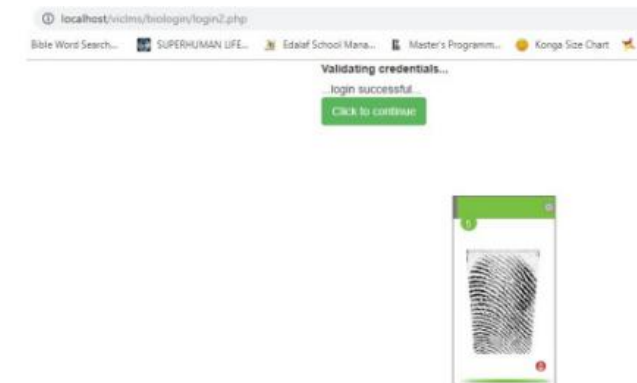 localhost/viclms/biologin/login2.php
Bible Word Search... SUPERHUMAN LIFE... Edalaf School Mana... Master's Programm... Konga Size Chart
Validating credentials...
...login successful...
Click to continue